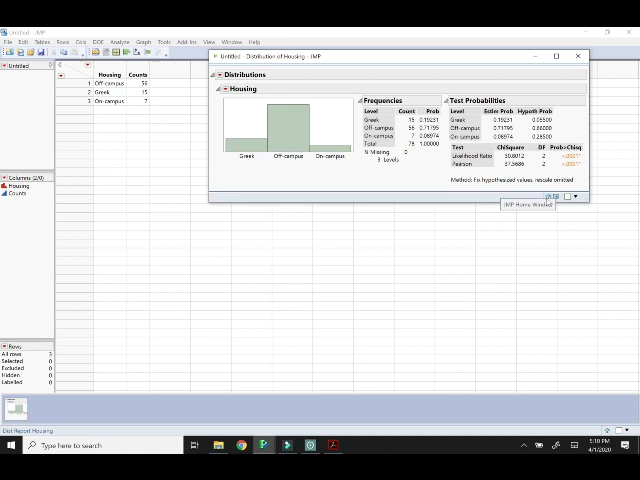 Untitled - JMP
File Edit Tables Rows Cols DOE Analyze Graph Tools Add-Ins View Window Help
Untitled
Housing Counts
1 Off-campus 56
2 Greek 15
3 On-campus 7
Columns (2/0)
Housing
Counts
Rows
All rows 3
Selected 0
Excluded 0
Hidden 0
Labelled 0
Untitled - Distribution of Housing - JMP
Distributions
Housing
Greek Off-campus On-campus
Frequencies
Level Count Prob
Greek 15 0.19231
Off-campus 56 0.71795
On-campus 7 0.08974
Total 78 1.00000
N Missing 0
3 Levels
Test Probabilities
Level Estim Prob Hypoth Prob
Greek 0.19231 0.05500
Off-campus 0.71795 0.66000
On-campus 0.08974 0.28500
Test ChiSquare DF Prob>Chisq
Likelihood Ratio 30.8012 2 <.0001*
Pearson 37.5686 2 <.0001*
Method: Fix hypothesized values, rescale omitted
JMP Home Window
Dist Report Housing
Type here to search
5:10 PM
4/1/2020